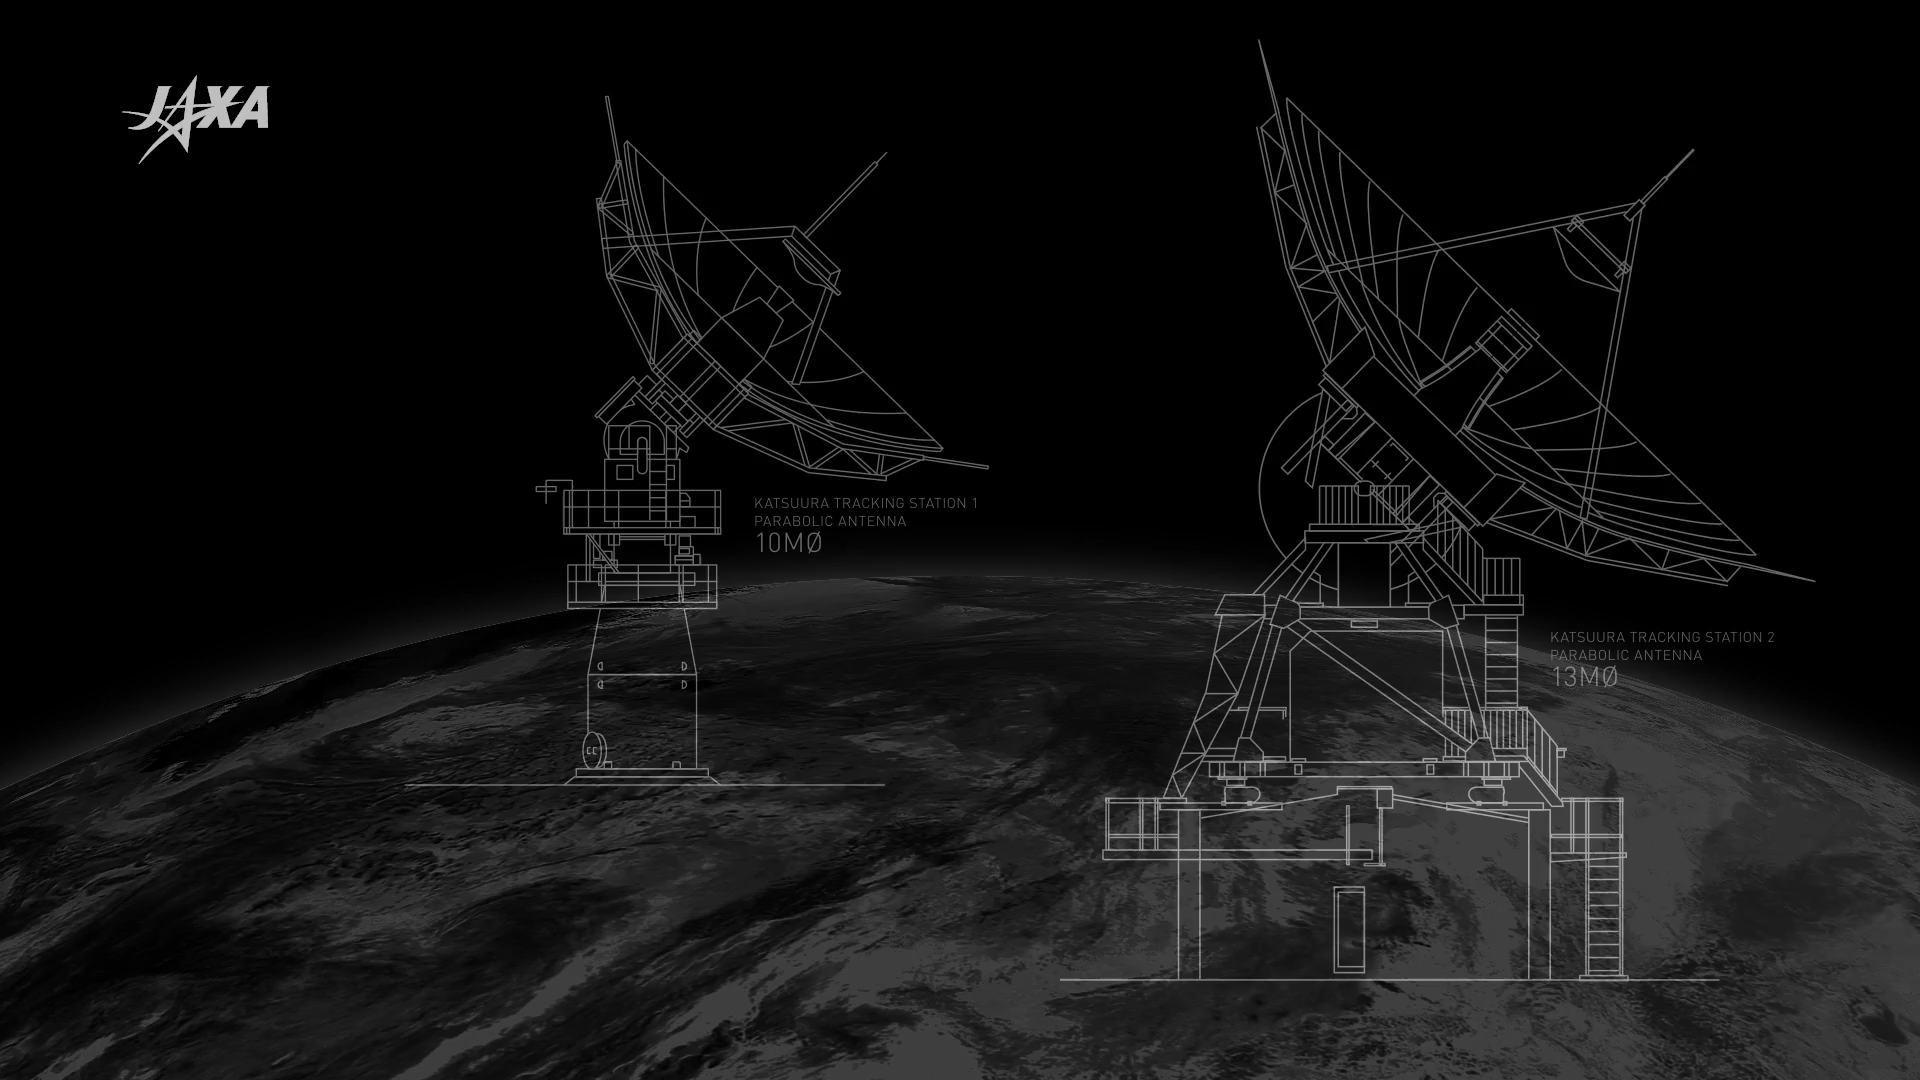 JAXA
KATSUURA TRACKING STATION 1
PARABOLIC ANTENNA
10MØ
KATSUURA TRACKING STATION 2
PARABOLIC ANTENNA
13MØ